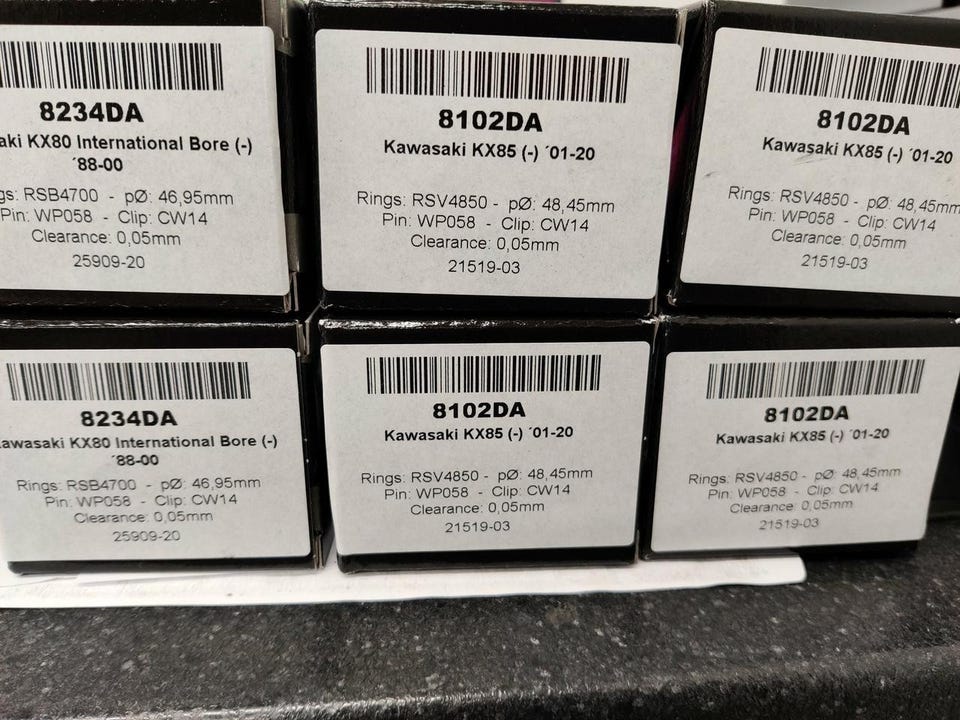 8234DA
KX80 International Bore (-)
´88-00
RSB4700 - pØ: 46,95mm
Pin: WP058 - Clip: CW14
Clearance: 0,05mm
25909-20
8102DA
Kawasaki KX85 (-) ´01-20
Rings: RSV4850 - pØ: 48,45mm
Pin: WP058 - Clip: CW14
Clearance: 0,05mm
21519-03
8102DA
Kawasaki KX85 (-) ´01-20
Rings: RSV4850 - pØ: 48,45mm
Pin: WP058 - Clip: CW14
Clearance: 0,05mm
21519-03
8234DA
Kawasaki KX80 International Bore (-)
´88-00
Rings: RSB4700 - pØ: 46,95mm
Pin: WP058 - Clip: CW14
Clearance: 0,05mm
25909-20
8102DA
Kawasaki KX85 (-) ´01-20
Rings: RSV4850 - pØ: 48,45mm
Pin: WP058 - Clip: CW14
Clearance: 0,05mm
21519-03
8102DA
Kawasaki KX85 (-) ´01-20
Rings: RSV4850 - pØ: 48,45mm
Pin: WP058 - Clip: CW14
Clearance: 0,05mm
21519-03